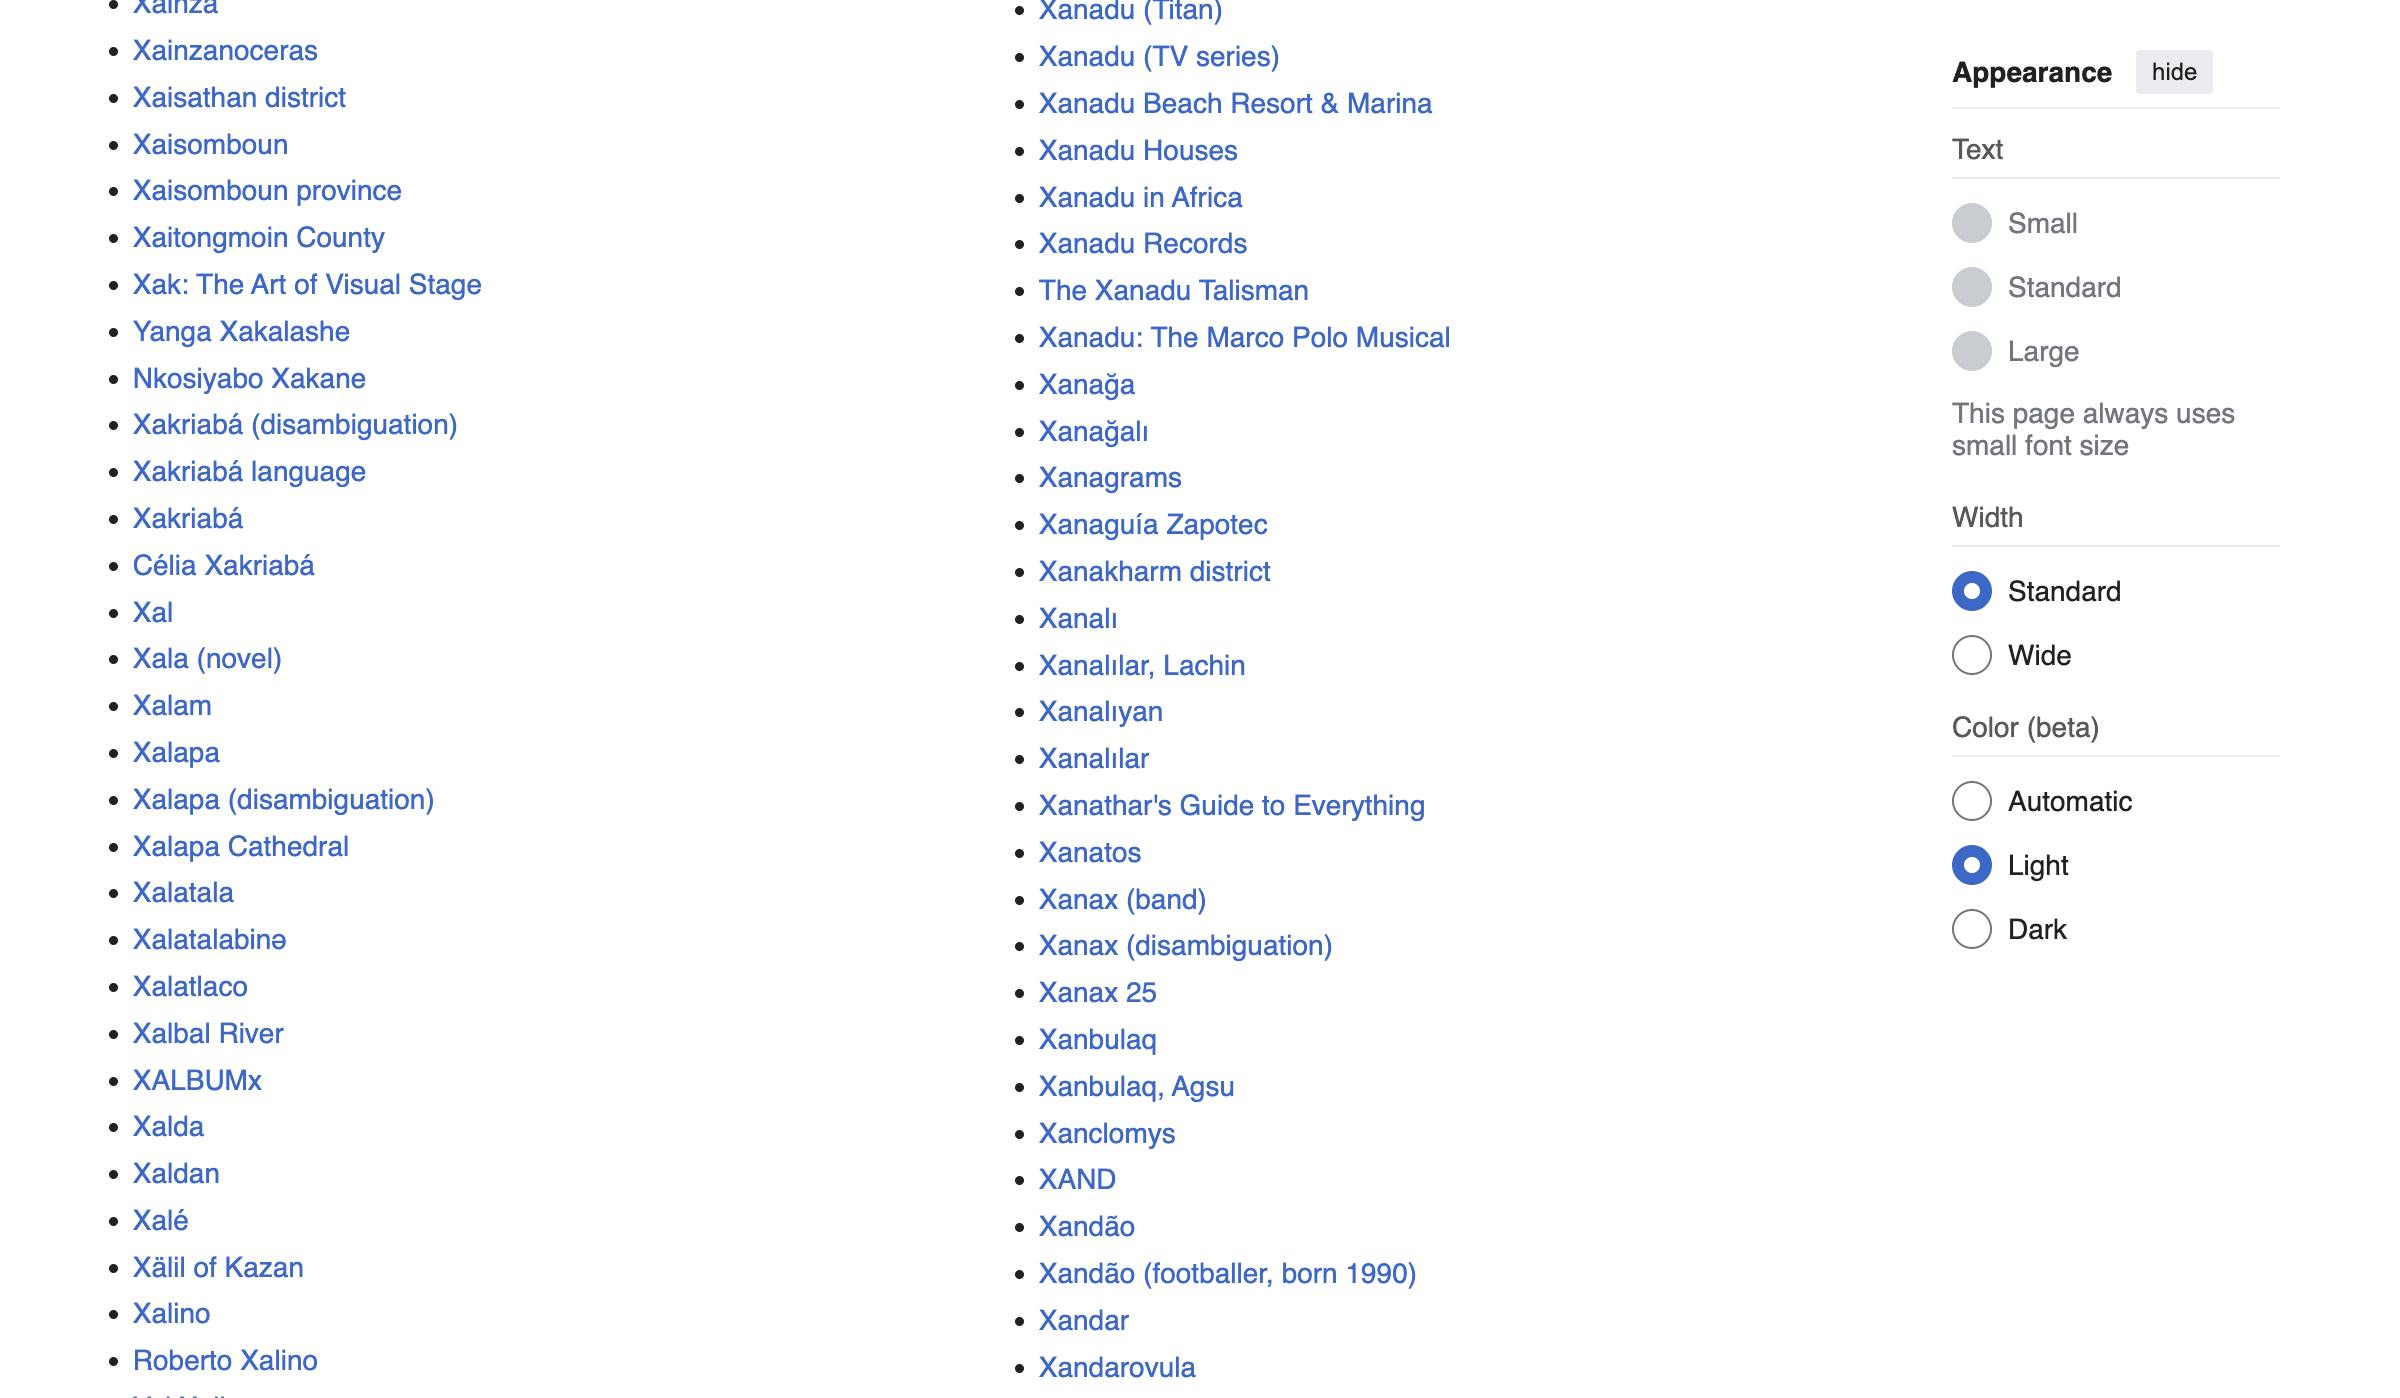 Xainza
Xainzanoceras
Xaisathan district
Xaisomboun
Xaisomboun province
Xaitongmoin County
Xak: The Art of Visual Stage
Yanga Xakalashe
Nkosiyabo Xakane
Xakriabá (disambiguation)
Xakriabá language
Xakriabá
Célia Xakriabá
Xal
Xala (novel)
Xalam
Xalapa
Xalapa (disambiguation)
Xalapa Cathedral
Xalatala
Xalatalabinə
Xalatlaco
Xalbal River
XALBUMx
Xalda
Xaldan
Xalé
Xälil of Kazan
Xalino
Roberto Xalino
Xanadu (Titan)
Xanadu (TV series)
Xanadu Beach Resort & Marina
Xanadu Houses
Xanadu in Africa
Xanadu Records
The Xanadu Talisman
Xanadu: The Marco Polo Musical
Xanağa
Xanağalı
Xanagrams
Xanaguía Zapotec
Xanakharm district
Xanalı
Xanalılar, Lachin
Xanalıyan
Xanalılar
Xanathar's Guide to Everything
Xanatos
Xanax (band)
Xanax (disambiguation)
Xanax 25
Xanbulaq
Xanbulaq, Agsu
Xanclomys
XAND
Xandão
Xandão (footballer, born 1990)
Xandar
Xandarovula
Appearance hide
Text
Small
Standard
Large
This page always uses
small font size
Width
Standard
Wide
Color (beta)
Automatic
Light
Dark